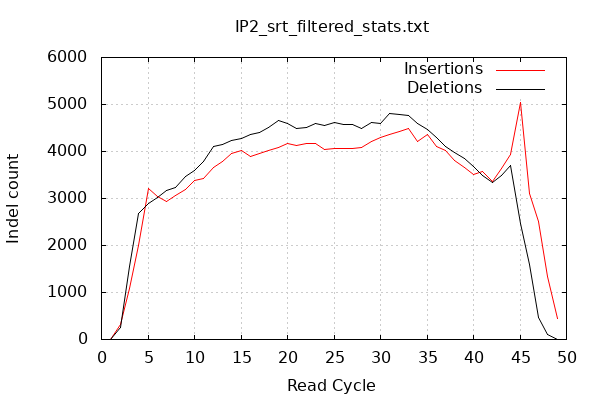 IP2_srt_filtered_stats.txt
Insertions
Deletions
6000
5000
4000
3000
2000
1000
0
Indel count
0 5 10 15 20 25 30 35 40 45 50
Read Cycle